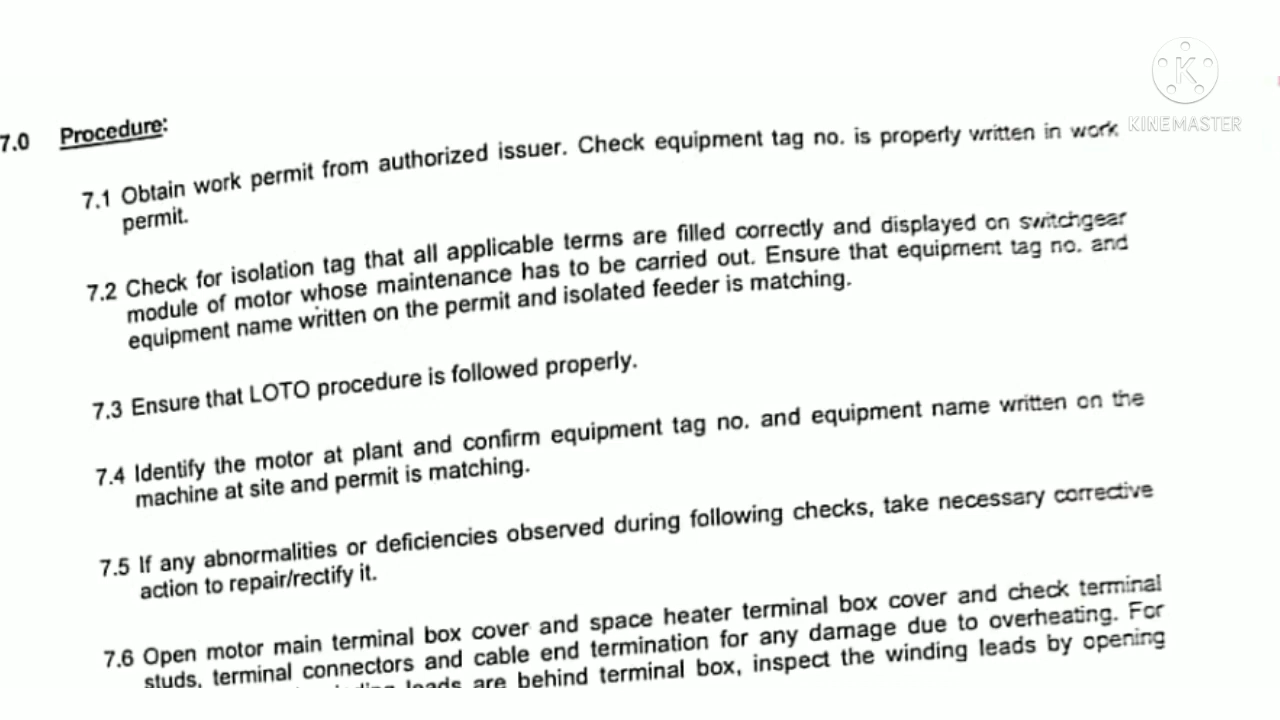 KINEMASTER
7.0 Procedure:
7.1 Obtain work permit from authorized issuer. Check equipment tag no. is properly written in work
permit.
7.2 Check for isolation tag that all applicable terms are filled correctly and displayed on switchgear
module of motor whose maintenance has to be carried out. Ensure that equipment tag no. and
equipment name written on the permit and isolated feeder is matching.
7.3 Ensure that LOTO procedure is followed properly.
7.4 Identify the motor at plant and confirm equipment tag no. and equipment name written on the
machine at site and permit is matching.
7.5 If any abnormalities or deficiencies observed during following checks, take necessary corrective
action to repair/rectify it.
7.6 Open motor main terminal box cover and space heater terminal box cover and check terminal
studs, terminal connectors and cable end termination for any damage due to overheating. For
leads are behind terminal box, inspect the winding leads by opening